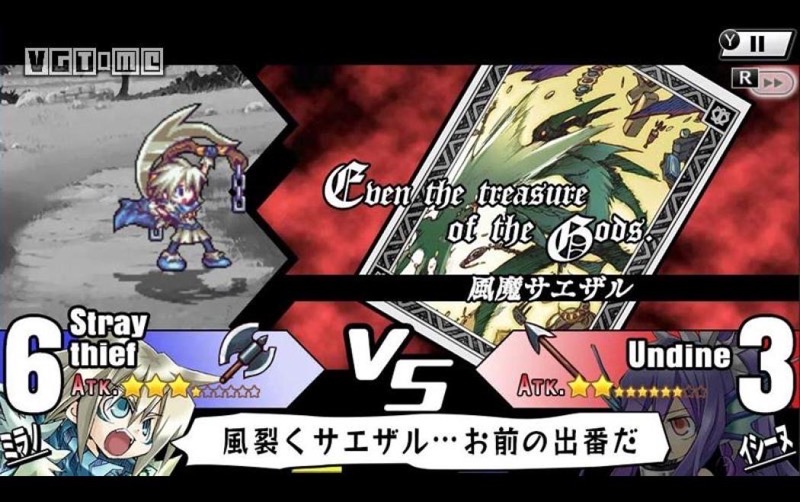 VGTIME
Y
R
Even the treasure
of the Gods.
風魔サエザル
6
Stray
thief
ATK.
VS
Undine
3
ATK.
ミラノ
イシーヌ
風裂くサエザル…お前の出番だ